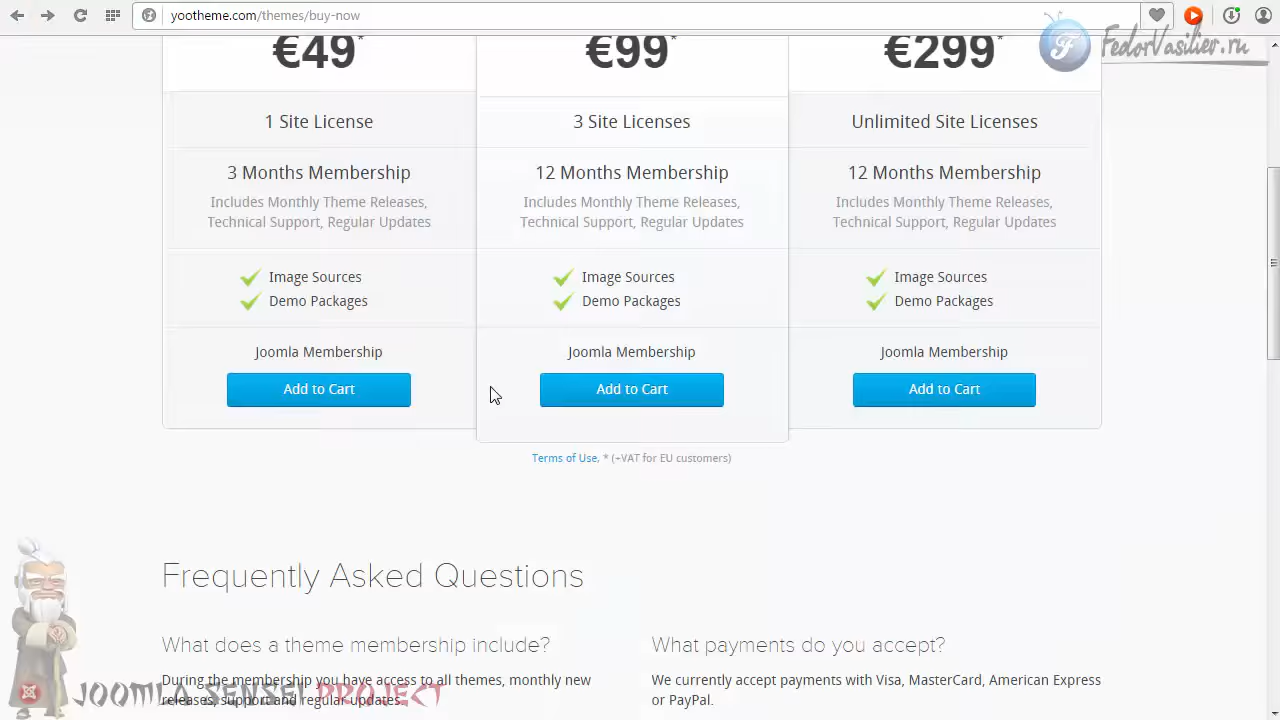 yootheme.com/themes/buy-now
FedorVasiliev.ru
€49* €99* €299*
1 Site License 3 Site Licenses Unlimited Site Licenses
3 Months Membership 12 Months Membership 12 Months Membership
Includes Monthly Theme Releases, Includes Monthly Theme Releases, Includes Monthly Theme Releases,
Technical Support, Regular Updates Technical Support, Regular Updates Technical Support, Regular Updates
Image Sources Image Sources Image Sources
Demo Packages Demo Packages Demo Packages
Joomla Membership Joomla Membership Joomla Membership
Add to Cart Add to Cart Add to Cart
Terms of Use, * (+VAT for EU customers)
Frequently Asked Questions
What does a theme membership include? What payments do you accept?
During the membership you have access to all themes, monthly new We currently accept payments with Visa, MasterCard, American Express
releases, support and regular updates. or PayPal.
JOOMLA SENSEI PROJECT